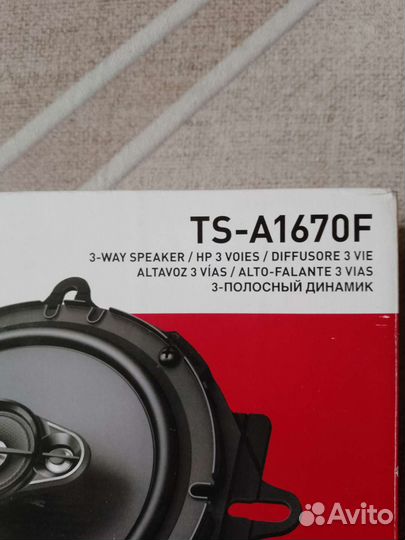 TS-A1670F
3-WAY SPEAKER / HP 3 VOIES / DIFFUSORE 3 VIE
ALTAVOZ 3 VÍAS / ALTO-FALANTE 3 VIAS
3-ПОЛОСНЫЙ ДИНАМИК
Avito